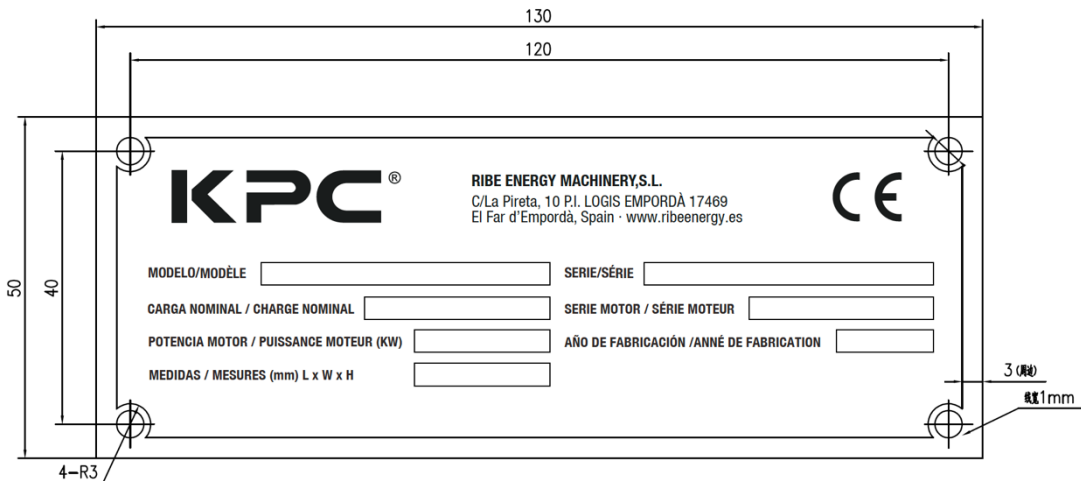 130
120
50
40
KPC®
RIBE ENERGY MACHINERY,S.L.
C/La Pireta, 10 P.I. LOGIS EMPORDÀ 17469
El Far d'Empordà, Spain · www.ribeenergy.es
CE
MODELO/MODÈLE
SERIE/SÉRIE
CARGA NOMINAL / CHARGE NOMINAL
SERIE MOTOR / SÉRIE MOTEUR
POTENCIA MOTOR / PUISSANCE MOTEUR (KW)
AÑO DE FABRICACIÓN /ANNÉ DE FABRICATION
MEDIDAS / MESURES (mm) L x W x H
3
1mm
4-R3